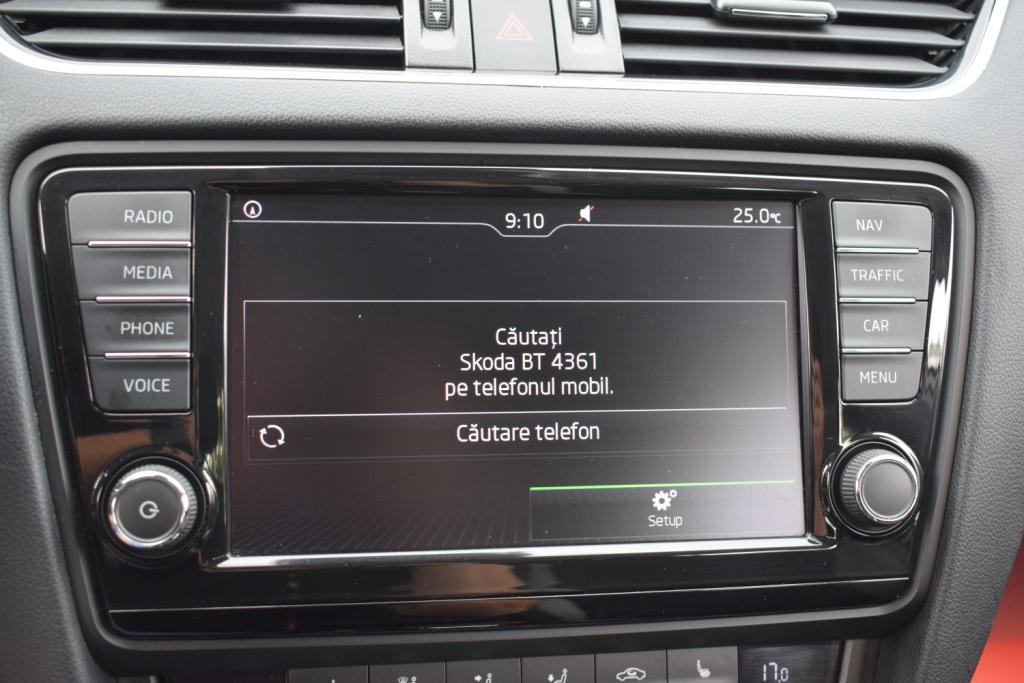 9:10
25.0°C
RADIO
MEDIA
PHONE
VOICE
Căutați
Skoda BT 4361
pe telefonul mobil.
Căutare telefon
Setup
NAV
TRAFFIC
CAR
MENU
17.0